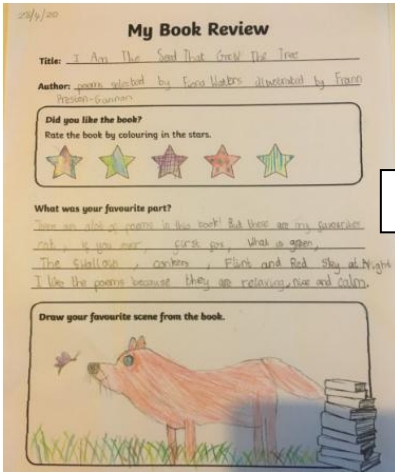 23/9/20
My Book Review
Title: I Am The Seed That Grew The Tree
Author: poems selected by Fiona Waters illustrated by Frann
Preston-Gannon
Did you like the book?
Rate the book by colouring in the stars.
What was your favourite part?
There are alot of poems in this book! But these are my favourites
cat, If you ever, First fox, What is green,
The Swallow, conkers, Flint and Red Sky at Night
I like the poems because they are relaxing, nice and calm.
Draw your favourite scene from the book.